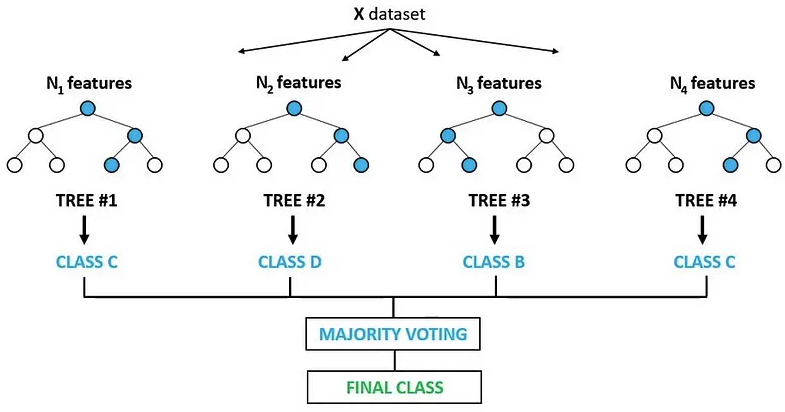 X dataset
N1 features
N2 features
N3 features
N4 features
TREE #1
TREE #2
TREE #3
TREE #4
CLASS C
CLASS D
CLASS B
CLASS C
MAJORITY VOTING
FINAL CLASS